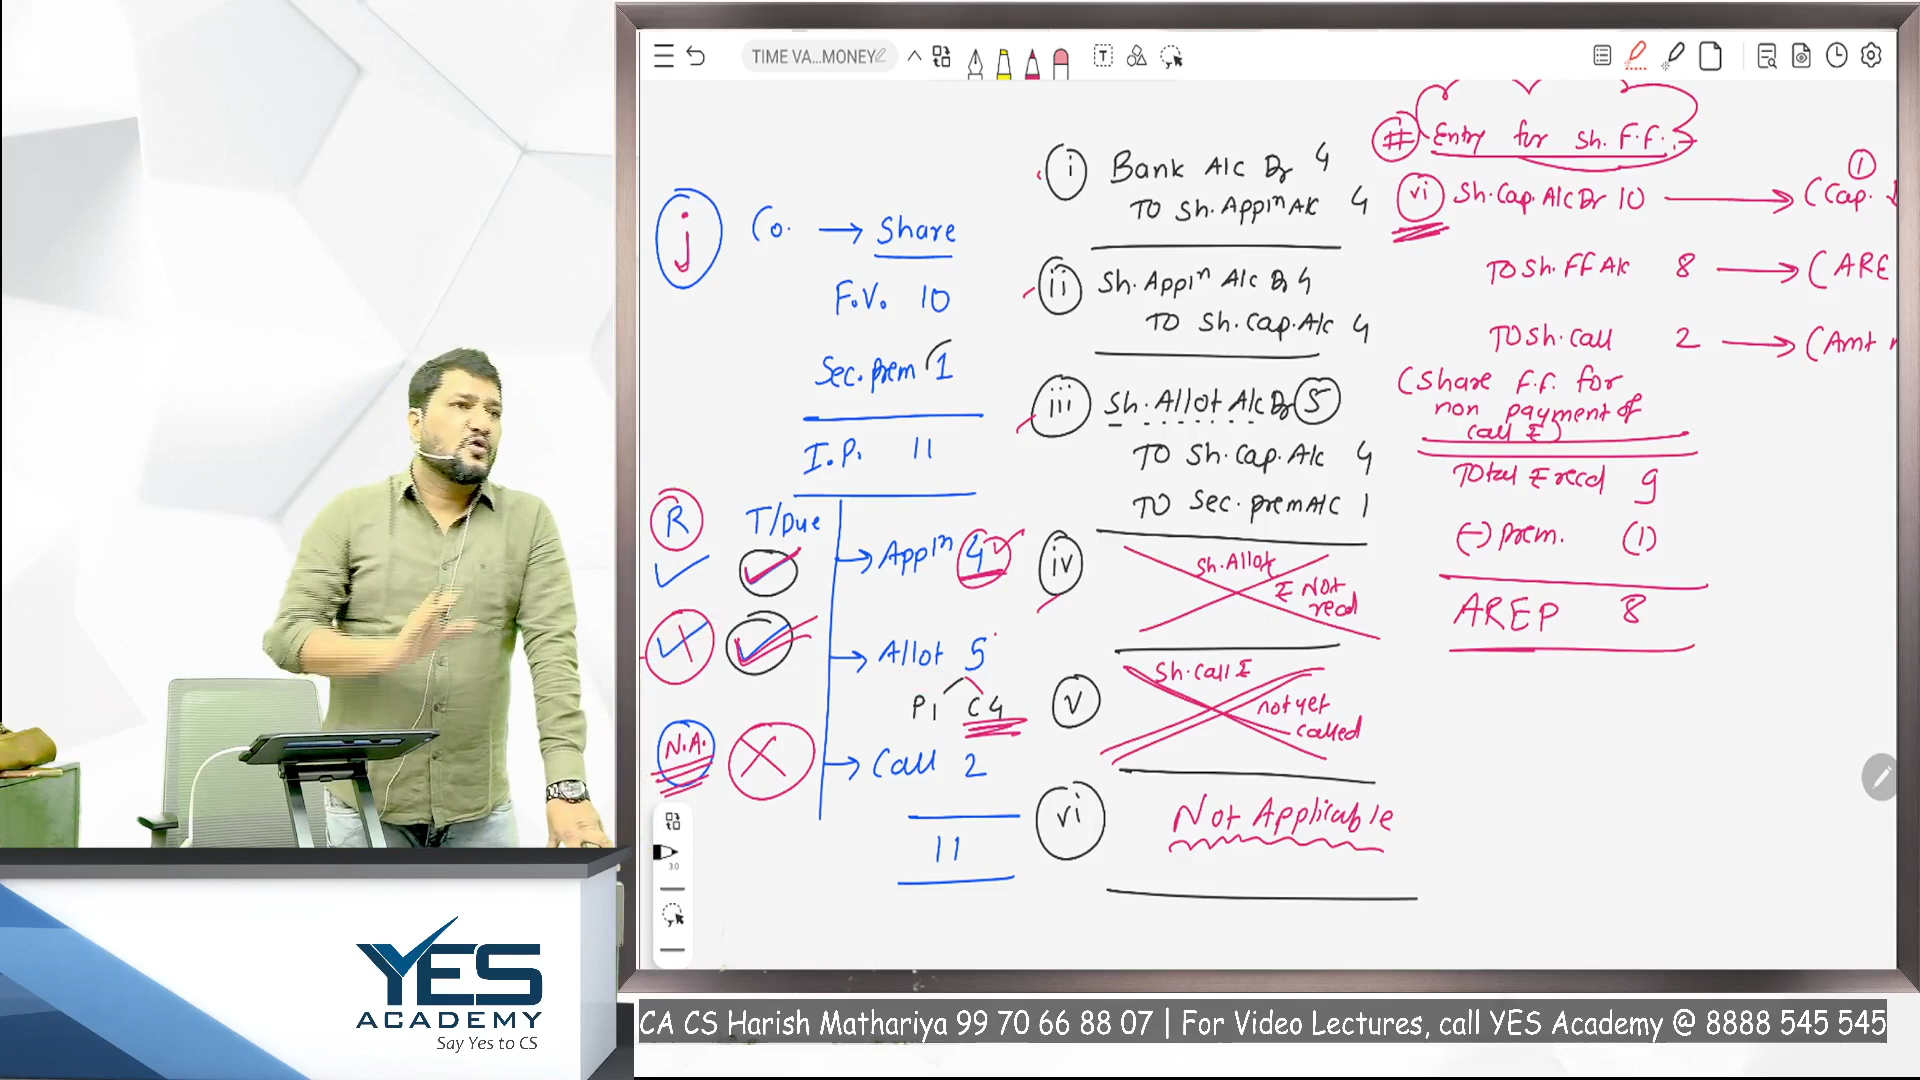 TIME VA...MONEY
T
j
Co. → Share
F.V. 10
Sec. prem 1
I.P. 11
R
T/Due
Appln 4
Allot 5
P1 C4
N.A.
Call 2
11
30
i Bank A/c Dr 4
To Sh. Appln A/c 4
ii Sh. Appln A/c Dr 4
To Sh. Cap. A/c 4
iii Sh. Allot A/c Dr 5
To Sh. Cap. A/c 4
To Sec. prem A/c 1
iv Sh. Allot
₹ Not
recd
v Sh. Call ₹
not yet
called
vi Not Applicable
# Entry for Sh. F.F.
1
vi Sh. Cap. A/c Dr 10 → (Cap.
To Sh. FF A/c 8 → (ARE
To Sh. Call 2 → (Amt
(Share F.F. for
non payment of
call ₹)
Total ₹ recd 9
(-) prem. (1)
AREP 8
YES
ACADEMY
Say Yes to CS
CA CS Harish Mathariya 99 70 66 88 07 | For Video Lectures, call YES Academy @ 8888 545 545